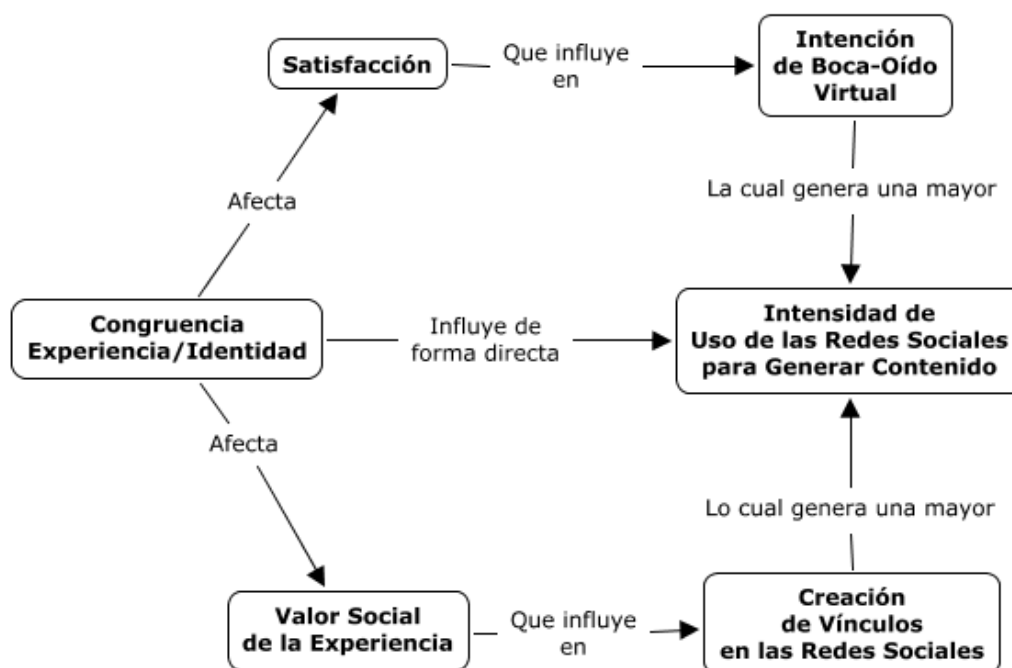 Satisfacción
Que influye
en
Intención
de Boca-Oído
Virtual
Afecta
La cual genera una mayor
Congruencia
Experiencia/Identidad
Influye de
forma directa
Intensidad de
Uso de las Redes Sociales
para Generar Contenido
Afecta
Lo cual genera una mayor
Valor Social
de la Experiencia
Que influye
en
Creación
de Vínculos
en las Redes Sociales